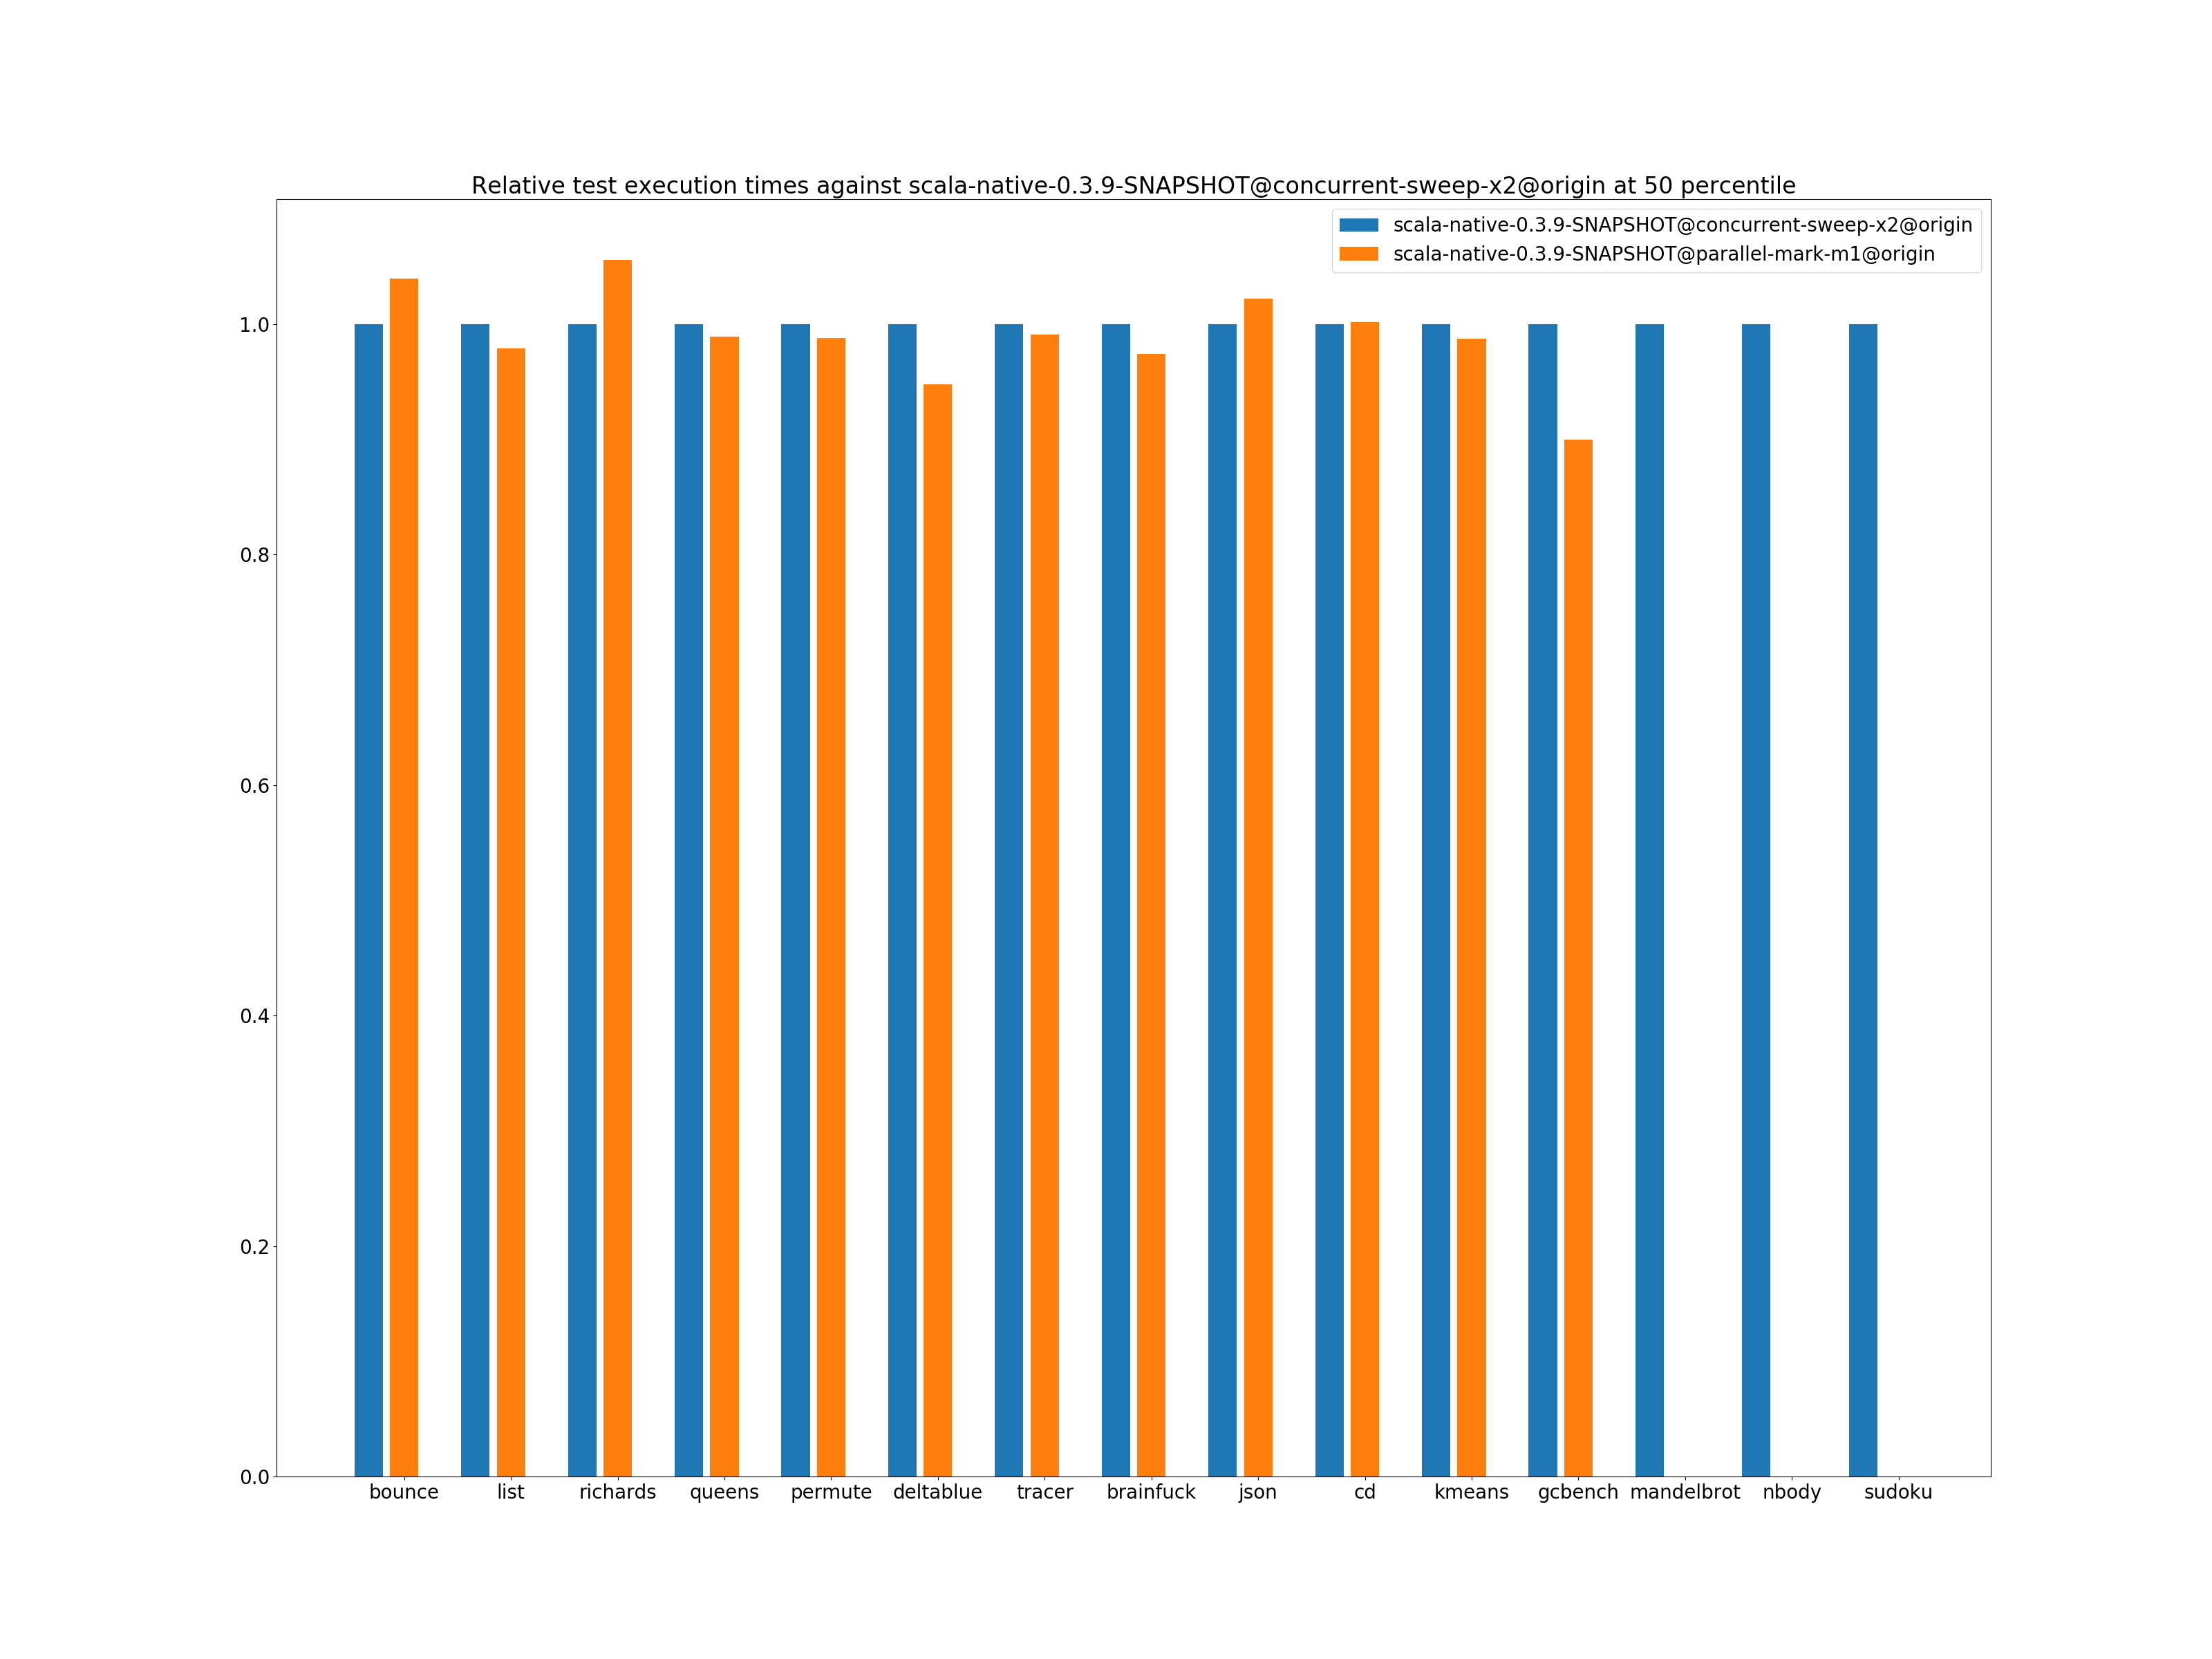 Relative test execution times against scala-native-0.3.9-SNAPSHOT@concurrent-sweep-x2@origin at 50 percentile
scala-native-0.3.9-SNAPSHOT@concurrent-sweep-x2@origin
scala-native-0.3.9-SNAPSHOT@parallel-mark-m1@origin
1.0
0.8
0.6
0.4
0.2
0.0
bounce list richards queens permute deltablue tracer brainfuck json cd kmeans gcbench mandelbrot nbody sudoku